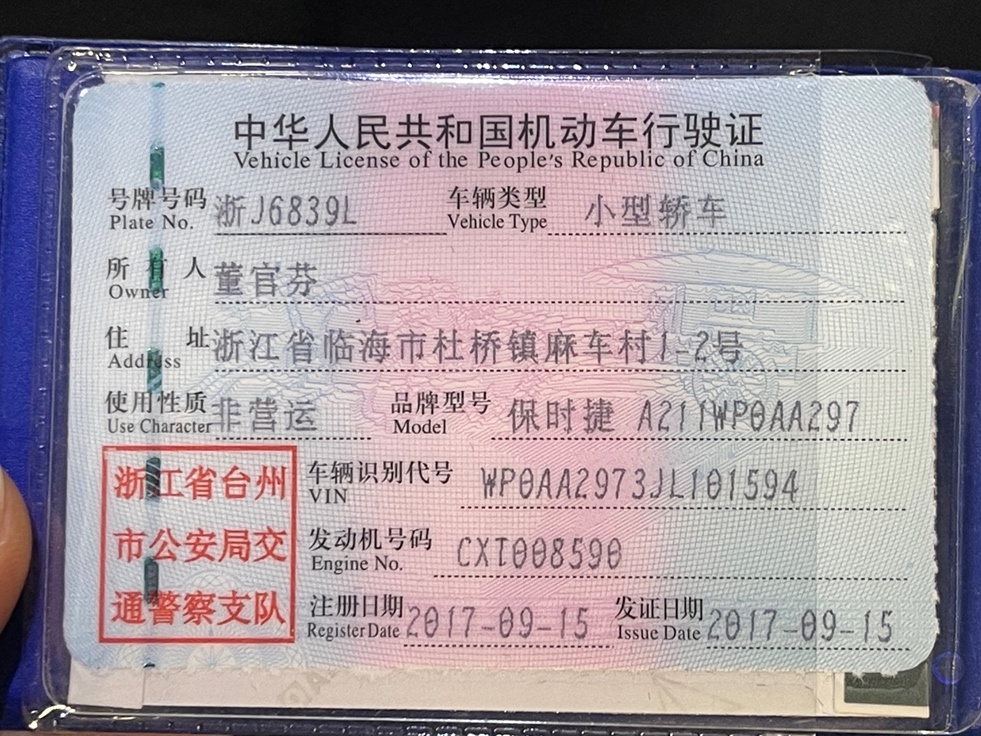 中华人民共和国机动车行驶证
Vehicle License of the People's Republic of China
号牌号码 浙J6839L 车辆类型 小型轿车
Plate No. Vehicle Type
所有人 董官芬
Owner
住址 浙江省临海市杜桥镇麻车村1-2号
Address
使用性质 非营运 品牌型号 保时捷 A211WP0AA297
Use Character Model
浙江省台州 车辆识别代号 WP0AA2973JL101594
VIN
市公安局交 发动机号码 CXT008590
Engine No.
通警察支队 注册日期 2017-09-15 发证日期 2017-09-15
Register Date Issue Date